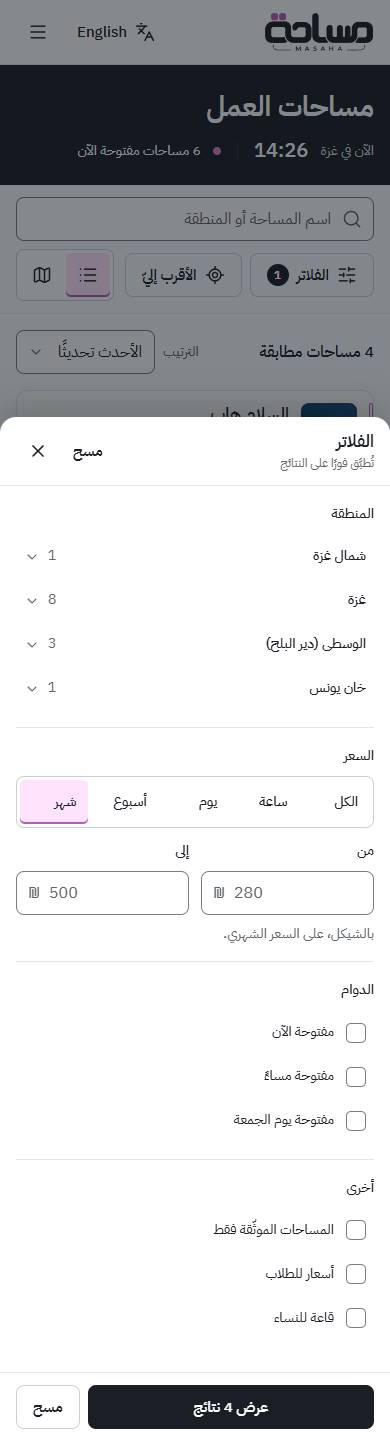 مساحة
MASAHA
English
مساحات العمل
الآن في غزة 14:26 6 مساحات مفتوحة الآن
اسم المساحة أو المنطقة
الفلاتر 1 الأقرب إليّ
4 مساحات مطابقة الترتيب الأحدث تحديثًا
السلام هاب
الفلاتر
مسح
تُطبَّق فورًا على النتائج
المنطقة
شمال غزة 1
غزة 8
الوسطى (دير البلح) 3
خان يونس 1
السعر
الكل ساعة يوم أسبوع شهر
من إلى
280 ₪ 500 ₪
بالشيكل، على السعر الشهري.
الدوام
مفتوحة الآن
مفتوحة مساءً
مفتوحة يوم الجمعة
أخرى
المساحات الموثّقة فقط
أسعار للطلاب
قاعة للنساء
عرض 4 نتائج مسح